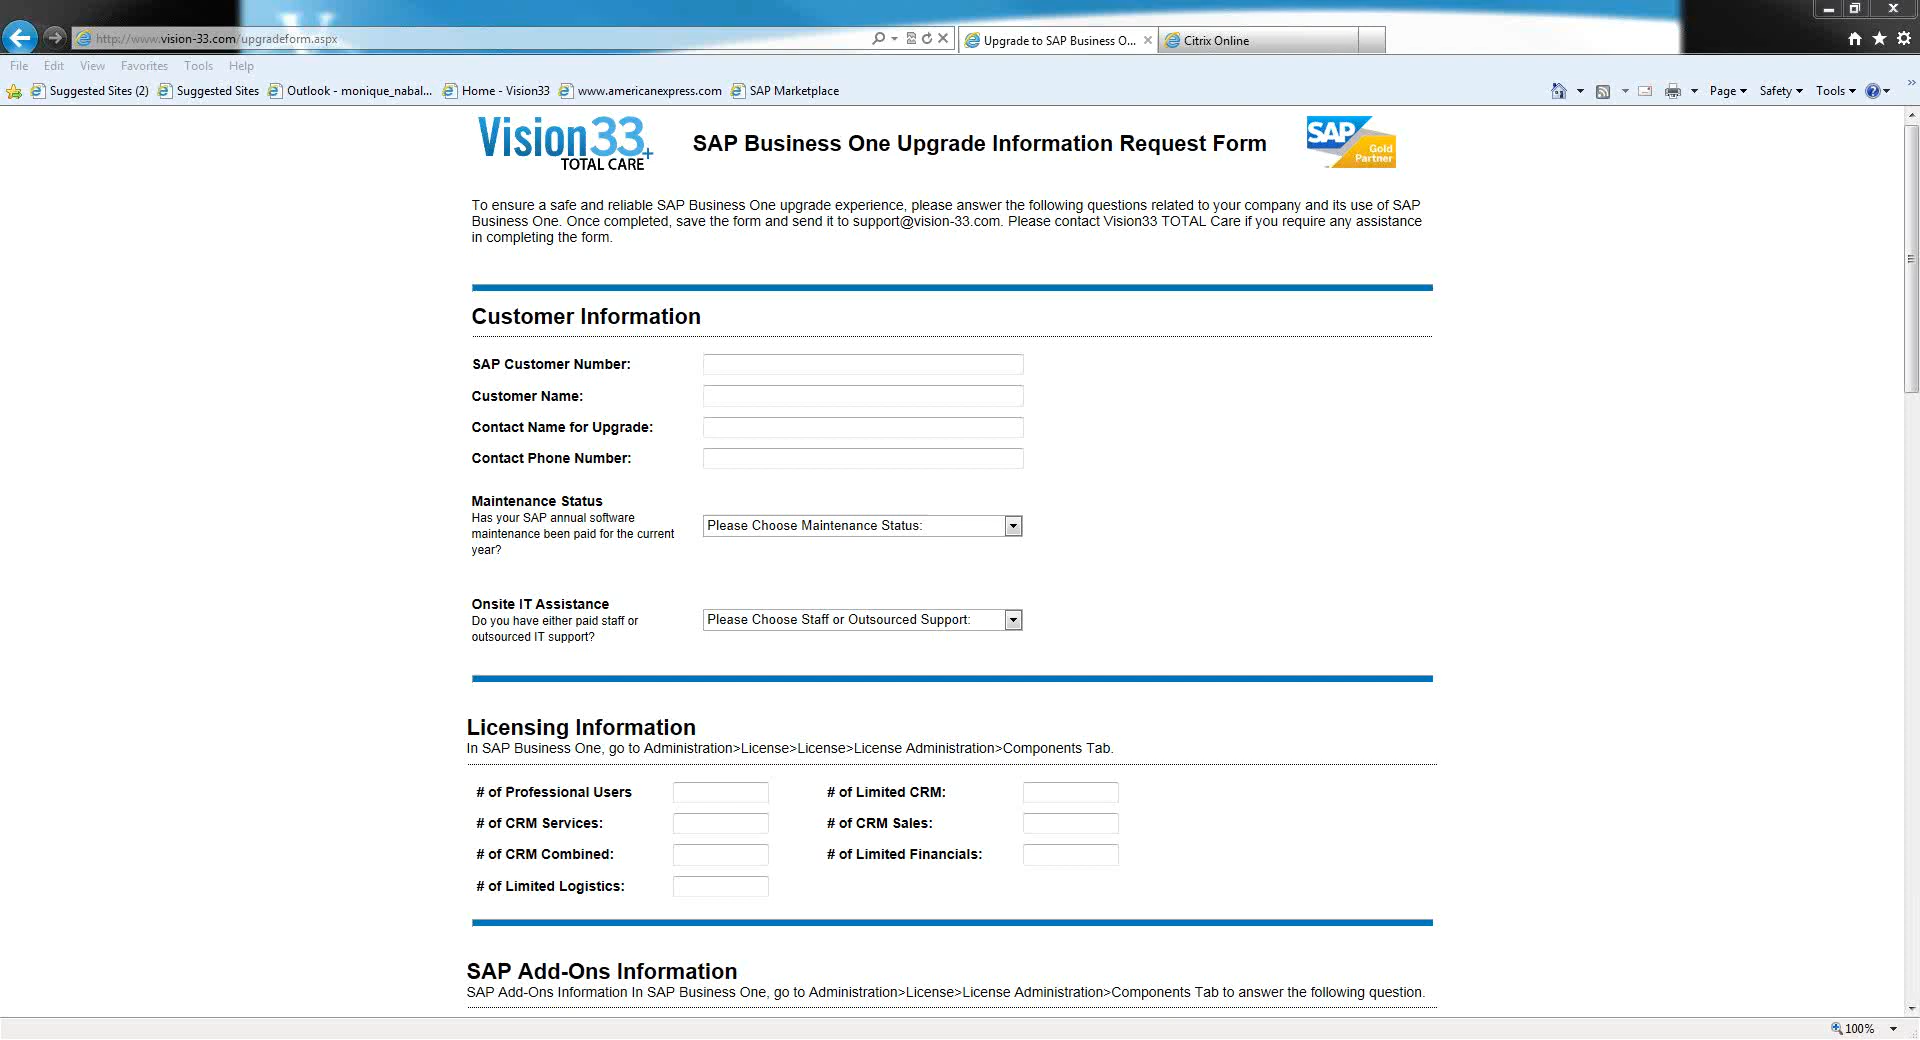 http://www.vision-33.com/upgradeform.aspx
Upgrade to SAP Business O...
Citrix Online
File Edit View Favorites Tools Help
Suggested Sites (2) Suggested Sites Outlook - monique_nabal... Home - Vision33 www.americanexpress.com SAP Marketplace
Page Safety Tools
Vision33
TOTAL CARE
SAP Business One Upgrade Information Request Form
SAP
Gold
Partner
To ensure a safe and reliable SAP Business One upgrade experience, please answer the following questions related to your company and its use of SAP
Business One. Once completed, save the form and send it to support@vision-33.com. Please contact Vision33 TOTAL Care if you require any assistance
in completing the form.
Customer Information
SAP Customer Number:
Customer Name:
Contact Name for Upgrade:
Contact Phone Number:
Maintenance Status
Has your SAP annual software
maintenance been paid for the current
year?
Please Choose Maintenance Status:
Onsite IT Assistance
Do you have either paid staff or
outsourced IT support?
Please Choose Staff or Outsourced Support:
Licensing Information
In SAP Business One, go to Administration>License>License>License Administration>Components Tab.
# of Professional Users
# of Limited CRM:
# of CRM Services:
# of CRM Sales:
# of CRM Combined:
# of Limited Financials:
# of Limited Logistics:
SAP Add-Ons Information
SAP Add-Ons Information In SAP Business One, go to Administration>License>License Administration>Components Tab to answer the following question.
100%